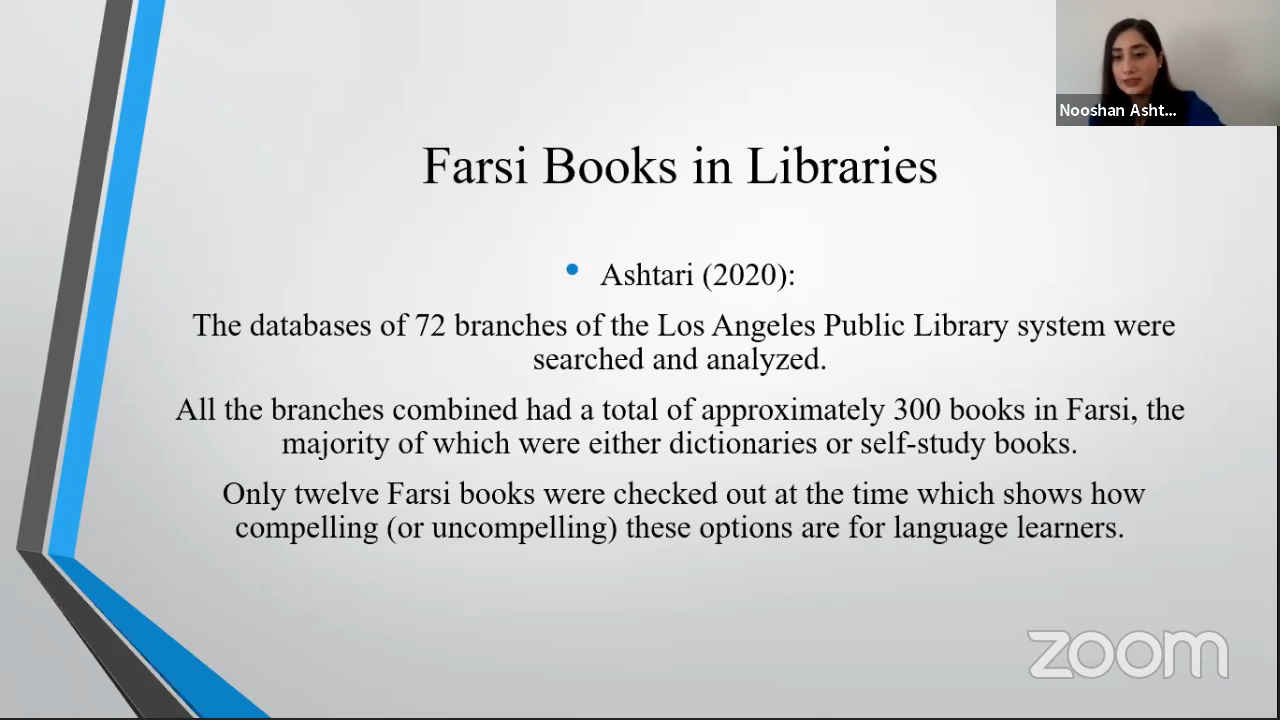 Nooshan Asht...
Farsi Books in Libraries
• Ashtari (2020):
The databases of 72 branches of the Los Angeles Public Library system were
searched and analyzed.
All the branches combined had a total of approximately 300 books in Farsi, the
majority of which were either dictionaries or self-study books.
Only twelve Farsi books were checked out at the time which shows how
compelling (or uncompelling) these options are for language learners.
zoom